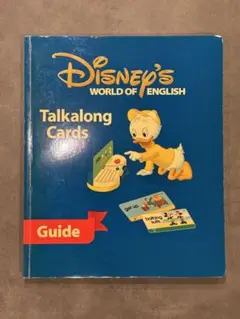 Disney's
WORLD OF ENGLISH
Talkalong
Cards
Guide